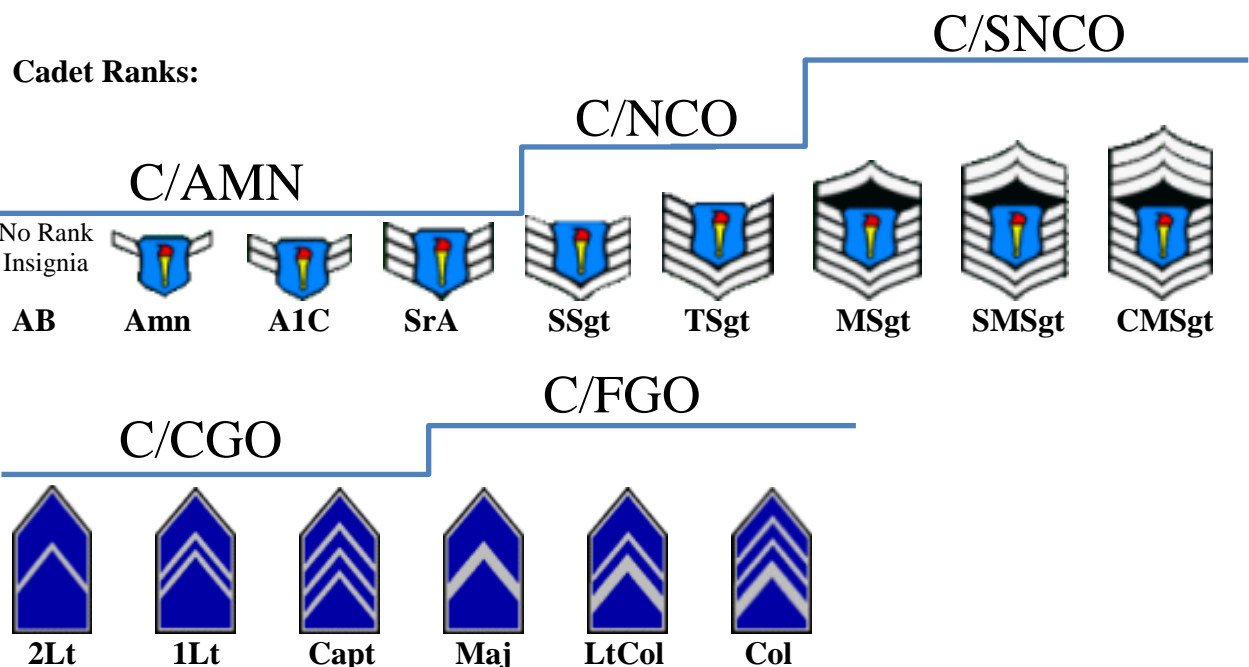 C/SNCO
Cadet Ranks:
C/NCO
C/AMN
No Rank
Insignia
AB Amn A1C SrA SSgt TSgt MSgt SMSgt CMSgt
C/FGO
C/CGO
2Lt 1Lt Capt Maj LtCol Col